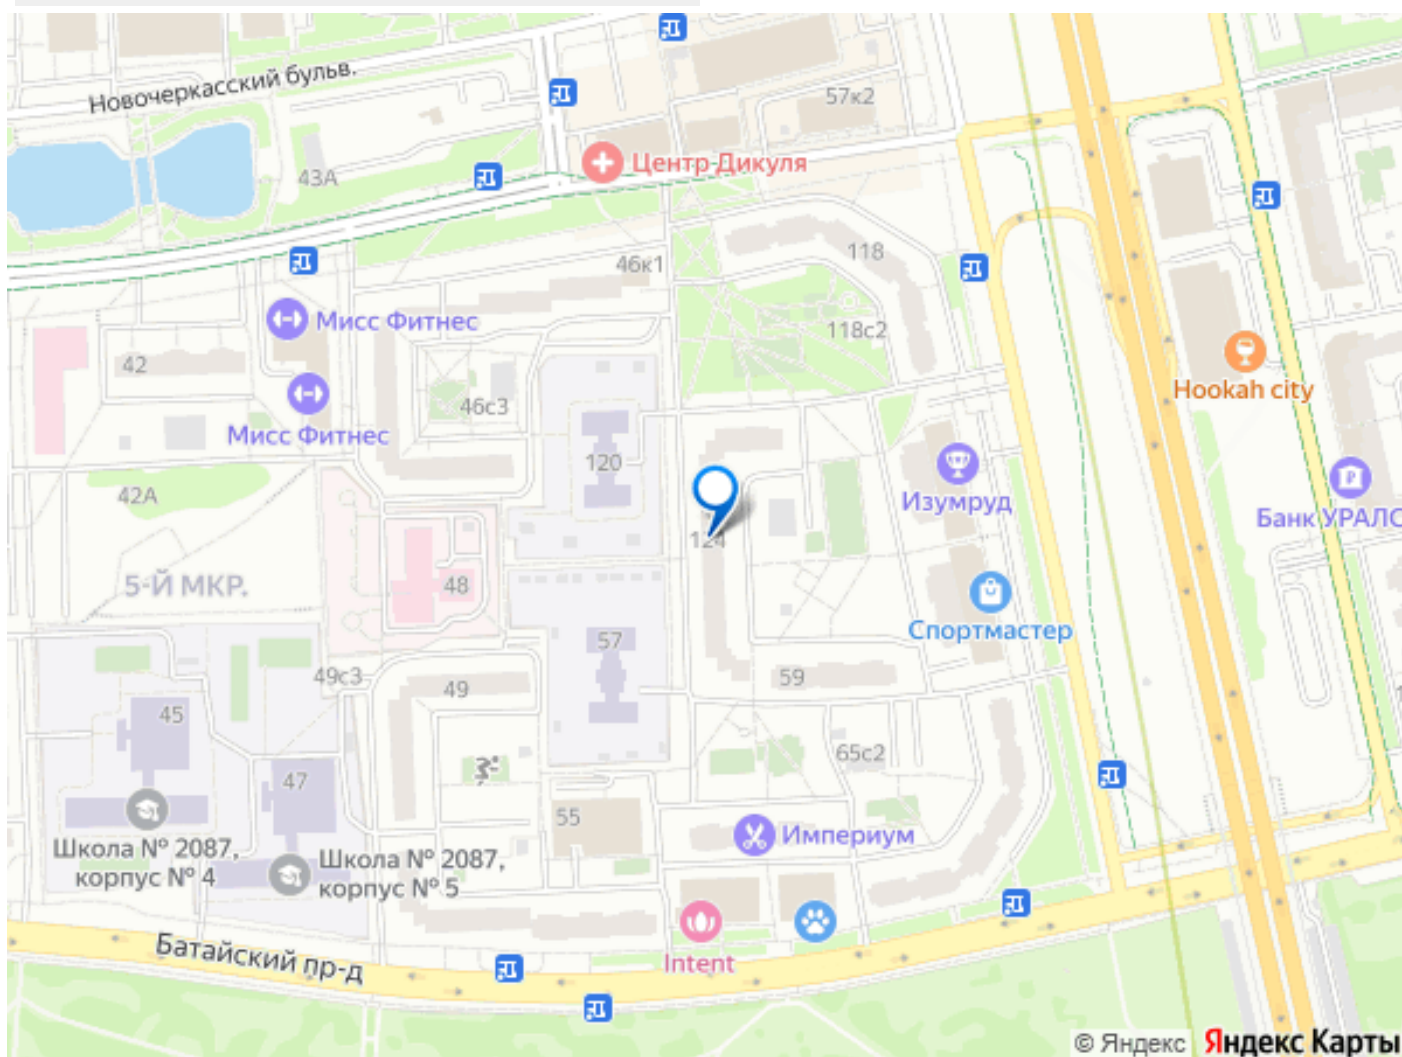 Новочеркасский бульв.
57к2
Центр Дикуля
43А
118
46к1
118с2
Мисс Фитнес
42
Hookah city
46с3
Мисс Фитнес
120
Изумруд
42А
Банк УРАЛС
124
5-Й МКР.
48
Спортмастер
57
49с3
59
49
45
65с2
47
55
Империум
Школа № 2087,
корпус № 4
Школа № 2087,
корпус № 5
Батайский пр-д
Intent
© Яндекс Яндекс Карты